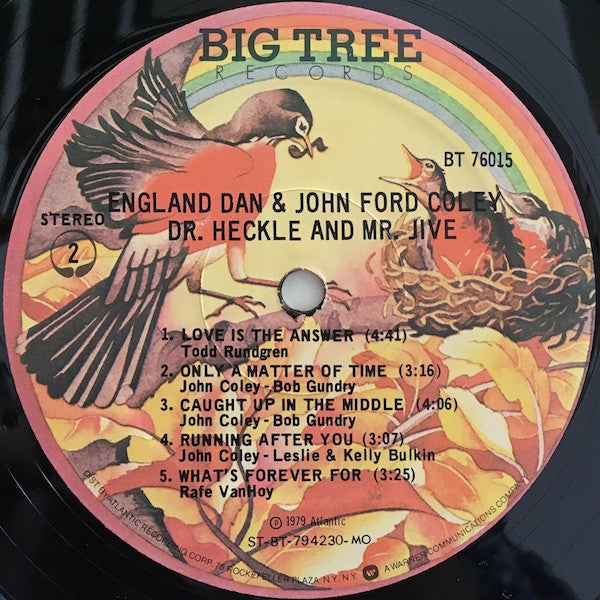 BIG TREE
RECORDS
BT 76015
ENGLAND DAN & JOHN FORD COLEY
STEREO
DR. HECKLE AND MR. JIVE
2
1. LOVE IS THE ANSWER (4:41)
Todd Rundgren
2. ONLY A MATTER OF TIME (3:16)
John Coley-Bob Gundry
3. CAUGHT UP IN THE MIDDLE (4:06)
John Coley-Bob Gundry
4. RUNNING AFTER YOU (3:07)
John Coley-Leslie & Kelly Bulkin
5. WHAT'S FOREVER FOR (3:25)
Rafe VanHoy
℗ 1979 Atlantic
ST-BT-794230-MO
DIST. BY ATLANTIC RECORDING CORP. 75 ROCKEFELLER PLAZA, N.Y., N.Y. A WARNER COMMUNICATIONS COMPANY